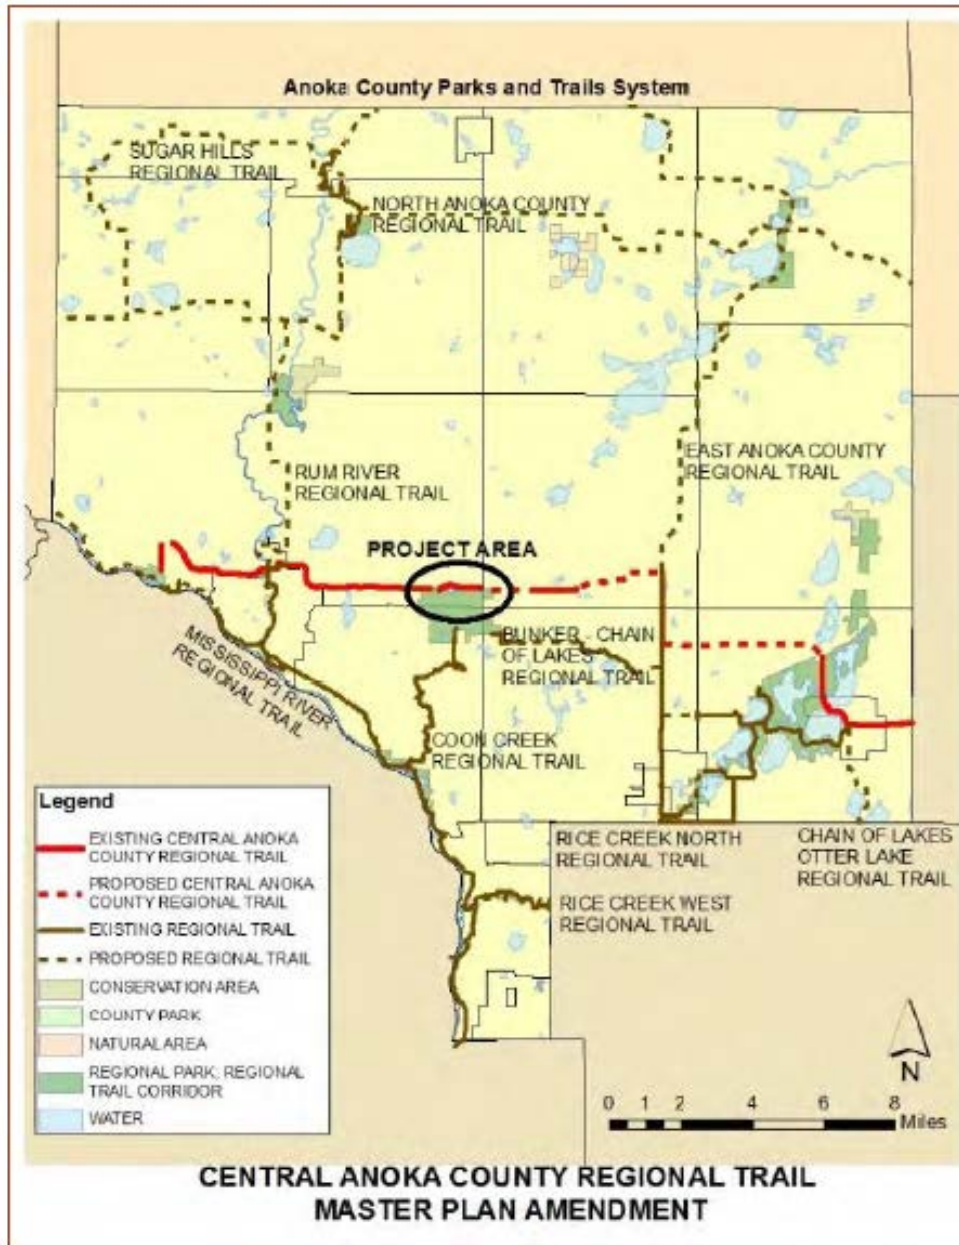 Anoka County Parks and Trails System
SUGAR HILLS
REGIONAL TRAIL
NORTH ANOKA COUNTY
REGIONAL TRAIL
EAST ANOKA COUNTY
REGIONAL TRAIL
RUM RIVER
REGIONAL TRAIL
PROJECT AREA
BUNKER - CHAIN
OF LAKES
REGIONAL TRAIL
MISSISSIPPI RIVER
REGIONAL TRAIL
COON CREEK
REGIONAL TRAIL
RICE CREEK NORTH
REGIONAL TRAIL
CHAIN OF LAKES
OTTER LAKE
REGIONAL TRAIL
RICE CREEK WEST
REGIONAL TRAIL
Legend
EXISTING CENTRAL ANOKA
COUNTY REGIONAL TRAIL
PROPOSED CENTRAL ANOKA
COUNTY REGIONAL TRAIL
EXISTING REGIONAL TRAIL
PROPOSED REGIONAL TRAIL
CONSERVATION AREA
COUNTY PARK
NATURAL AREA
REGIONAL PARK, REGIONAL
TRAIL CORRIDOR
WATER
N
0 1 2 4 6 8
Miles
CENTRAL ANOKA COUNTY REGIONAL TRAIL
MASTER PLAN AMENDMENT